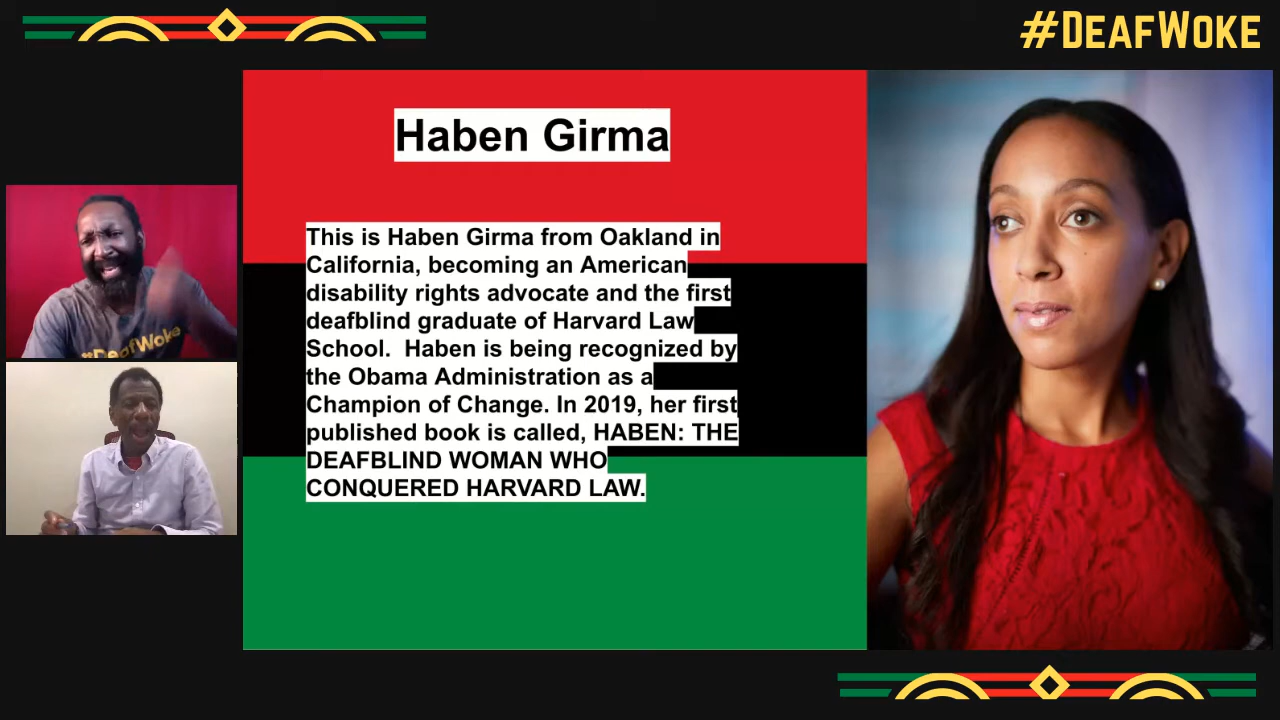 #DEAFWOKE
Haben Girma
This is Haben Girma from Oakland in
California, becoming an American
disability rights advocate and the first
deafblind graduate of Harvard Law
School.  Haben is being recognized by
the Obama Administration as a
Champion of Change. In 2019, her first
published book is called, HABEN: THE
DEAFBLIND WOMAN WHO
CONQUERED HARVARD LAW.
#DeafWoke